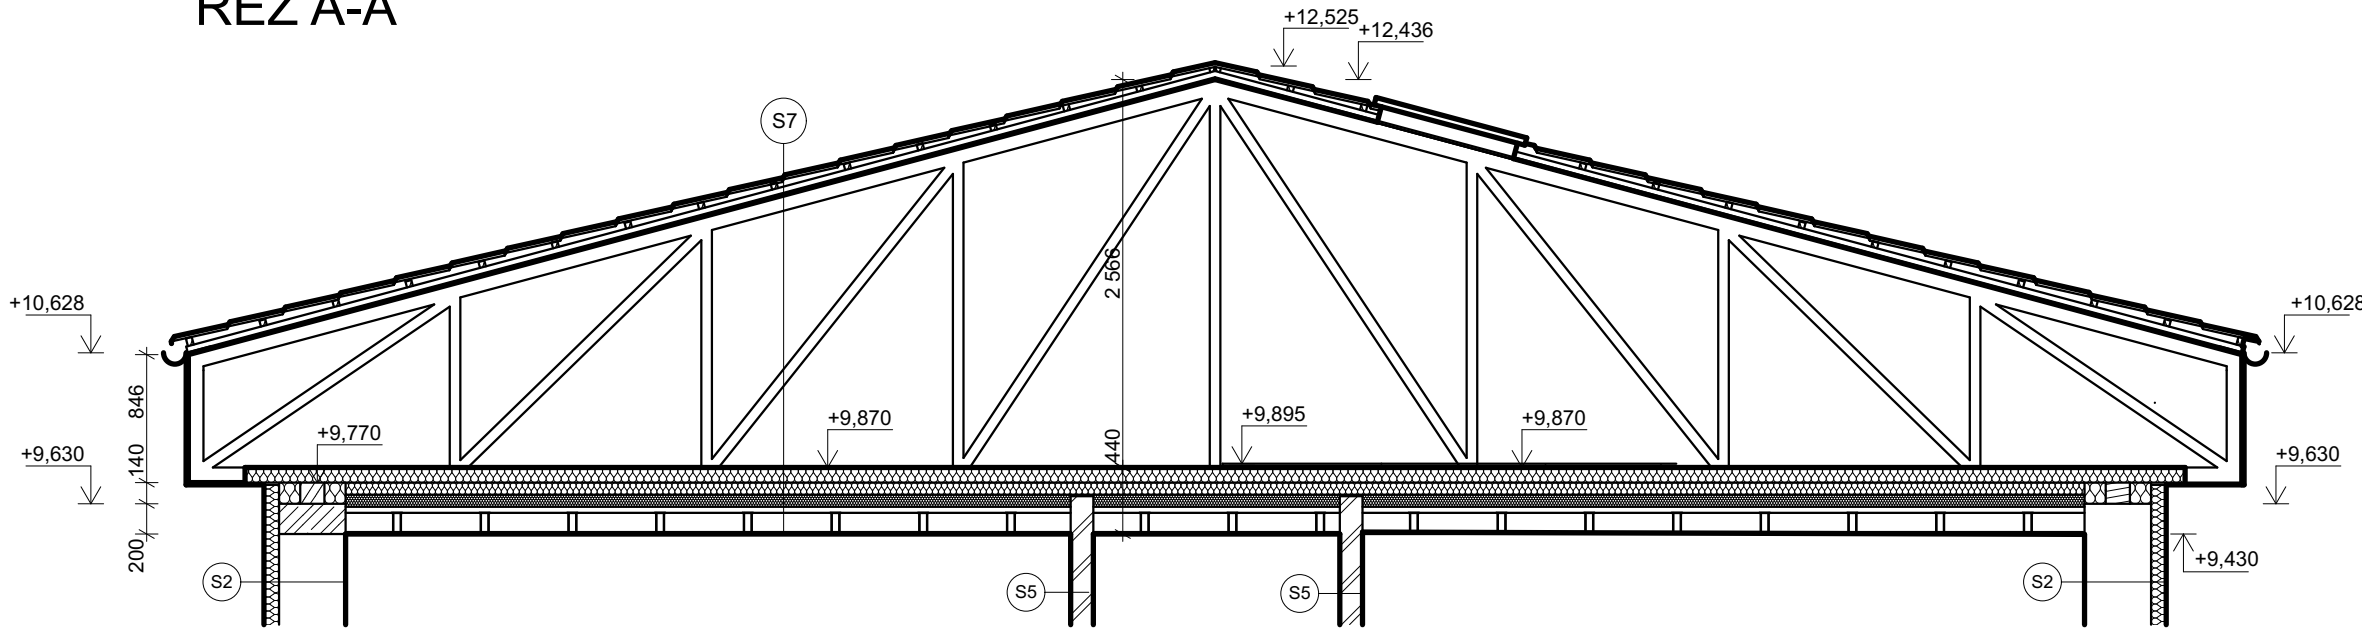 REZ A-A
+12,525
+12,436
S7
2 566
+10,628
+10,628
846
+9,770
+9,870
+9,895
+9,870
440
140
+9,630
+9,630
200
S2
S5
S5
S2
+9,430